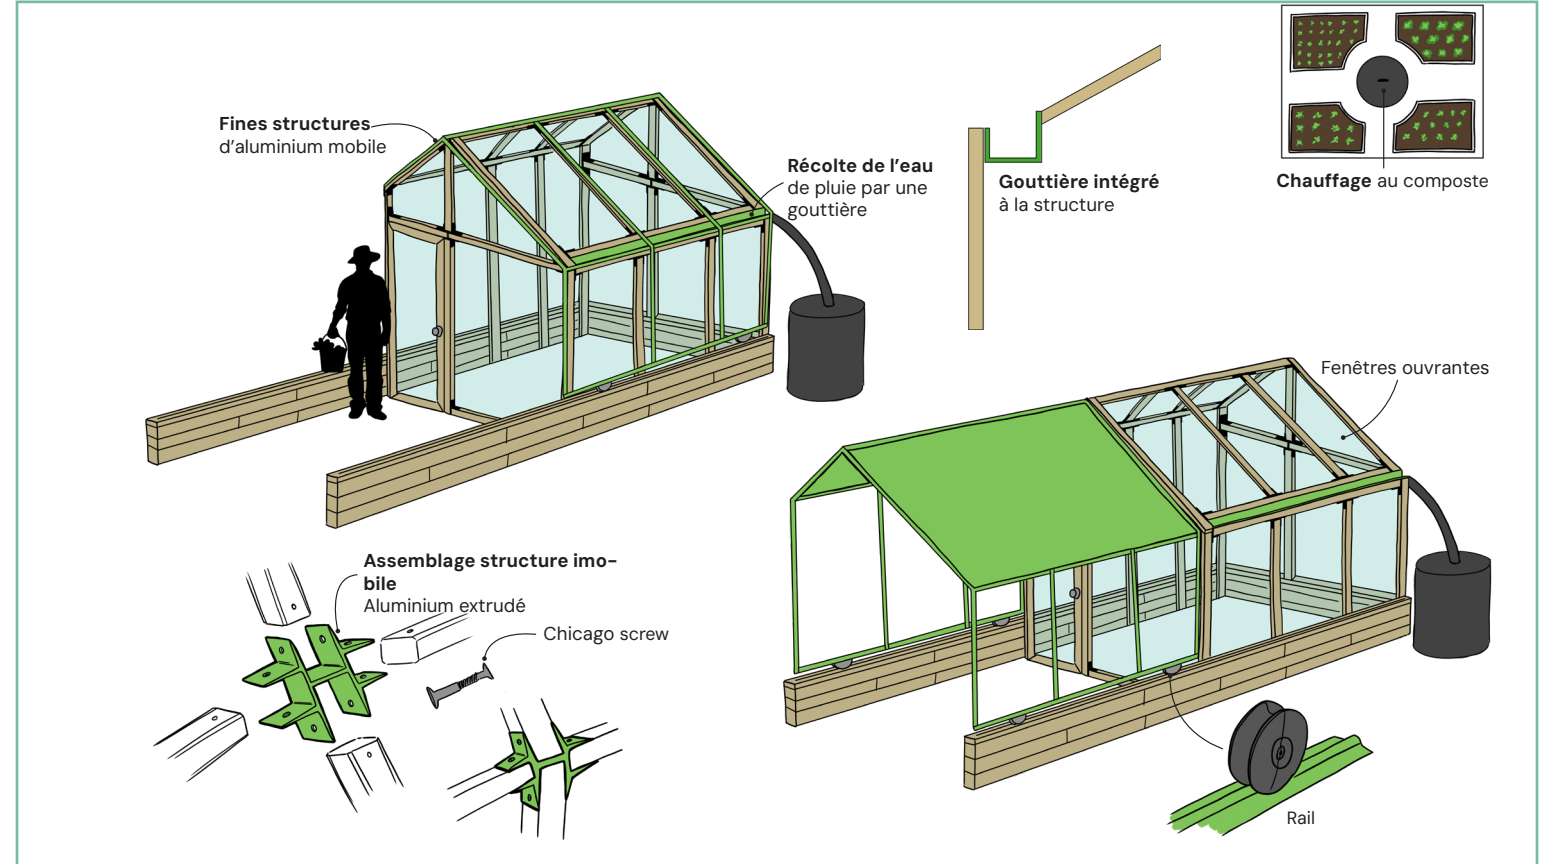 Fines structures
d'aluminium mobile
Récolte de l'eau
de pluie par une
gouttière
Gouttière intégré
à la structure
Chauffage au composte
Fenêtres ouvrantes
Assemblage structure imo-
bile
Aluminium extrudé
Chicago screw
Rail